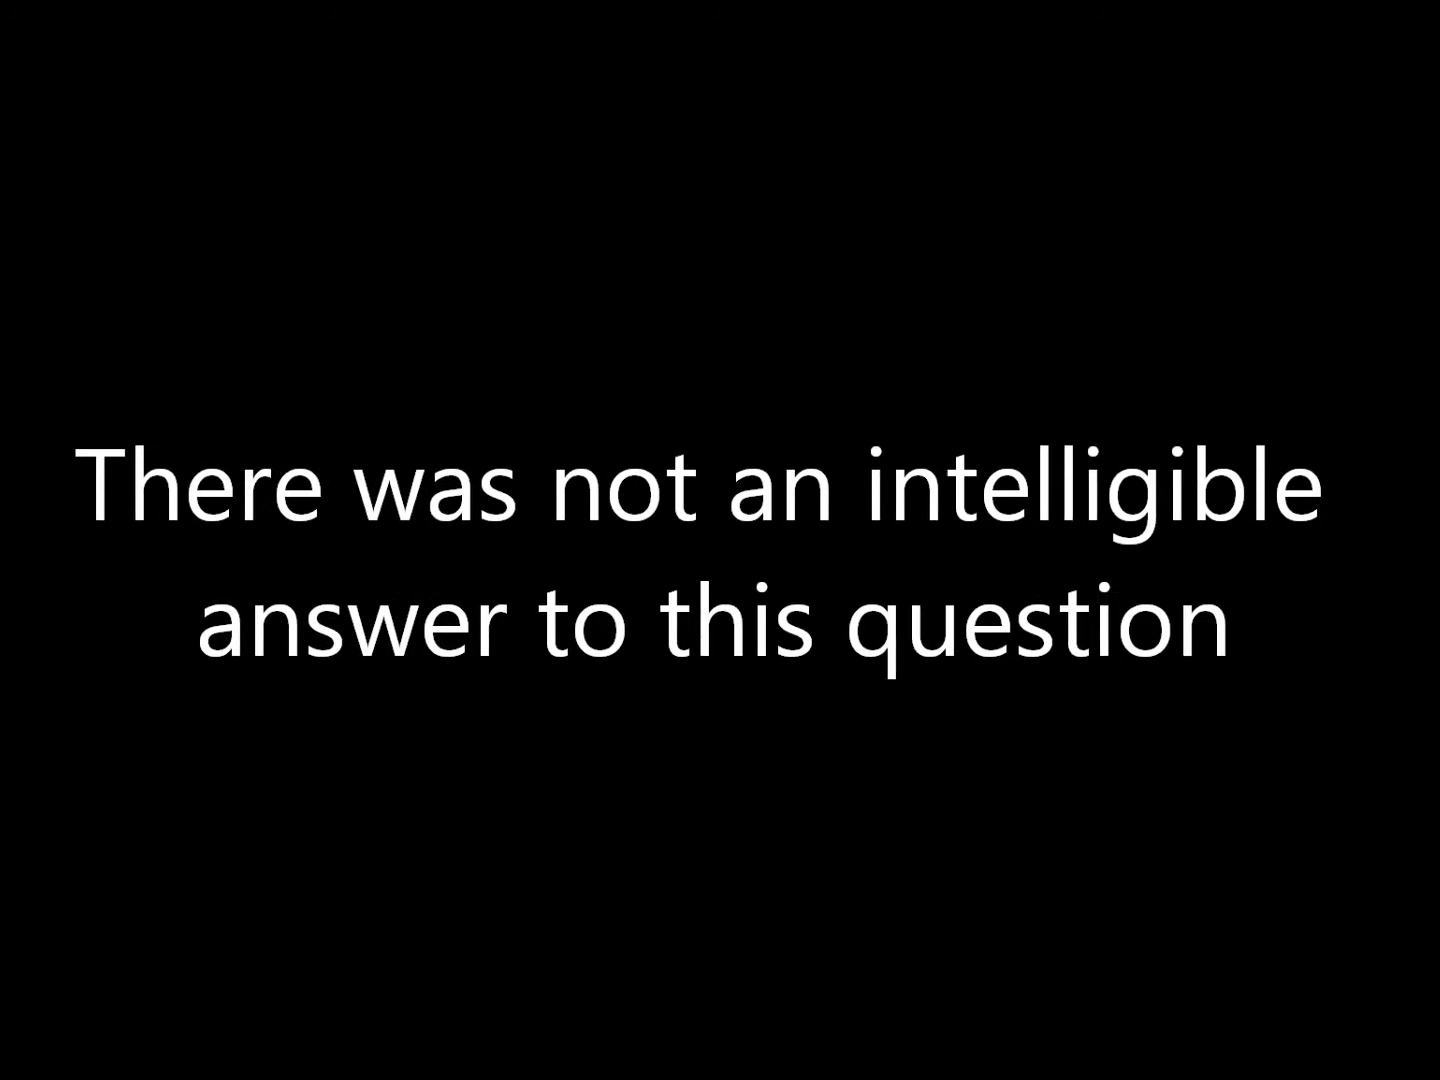 There was not an intelligible
answer to this question